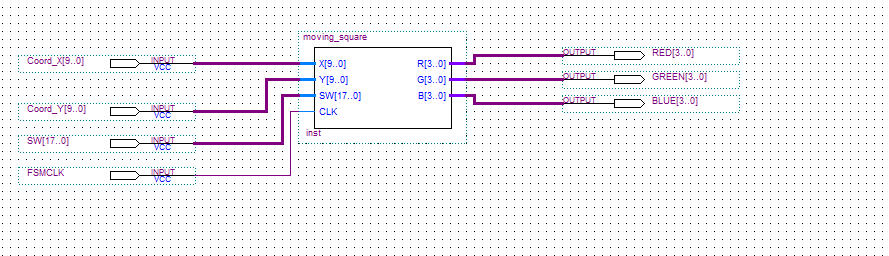 moving_square
Coord_X[9..0] INPUT VCC
X[9..0] R[3..0]
OUTPUT RED[3..0]
Y[9..0] G[3..0]
OUTPUT GREEN[3..0]
Coord_Y[9..0] INPUT VCC
SW[17..0] B[3..0]
OUTPUT BLUE[3..0]
CLK
inst
SW[17..0] INPUT VCC
FSMCLK INPUT VCC